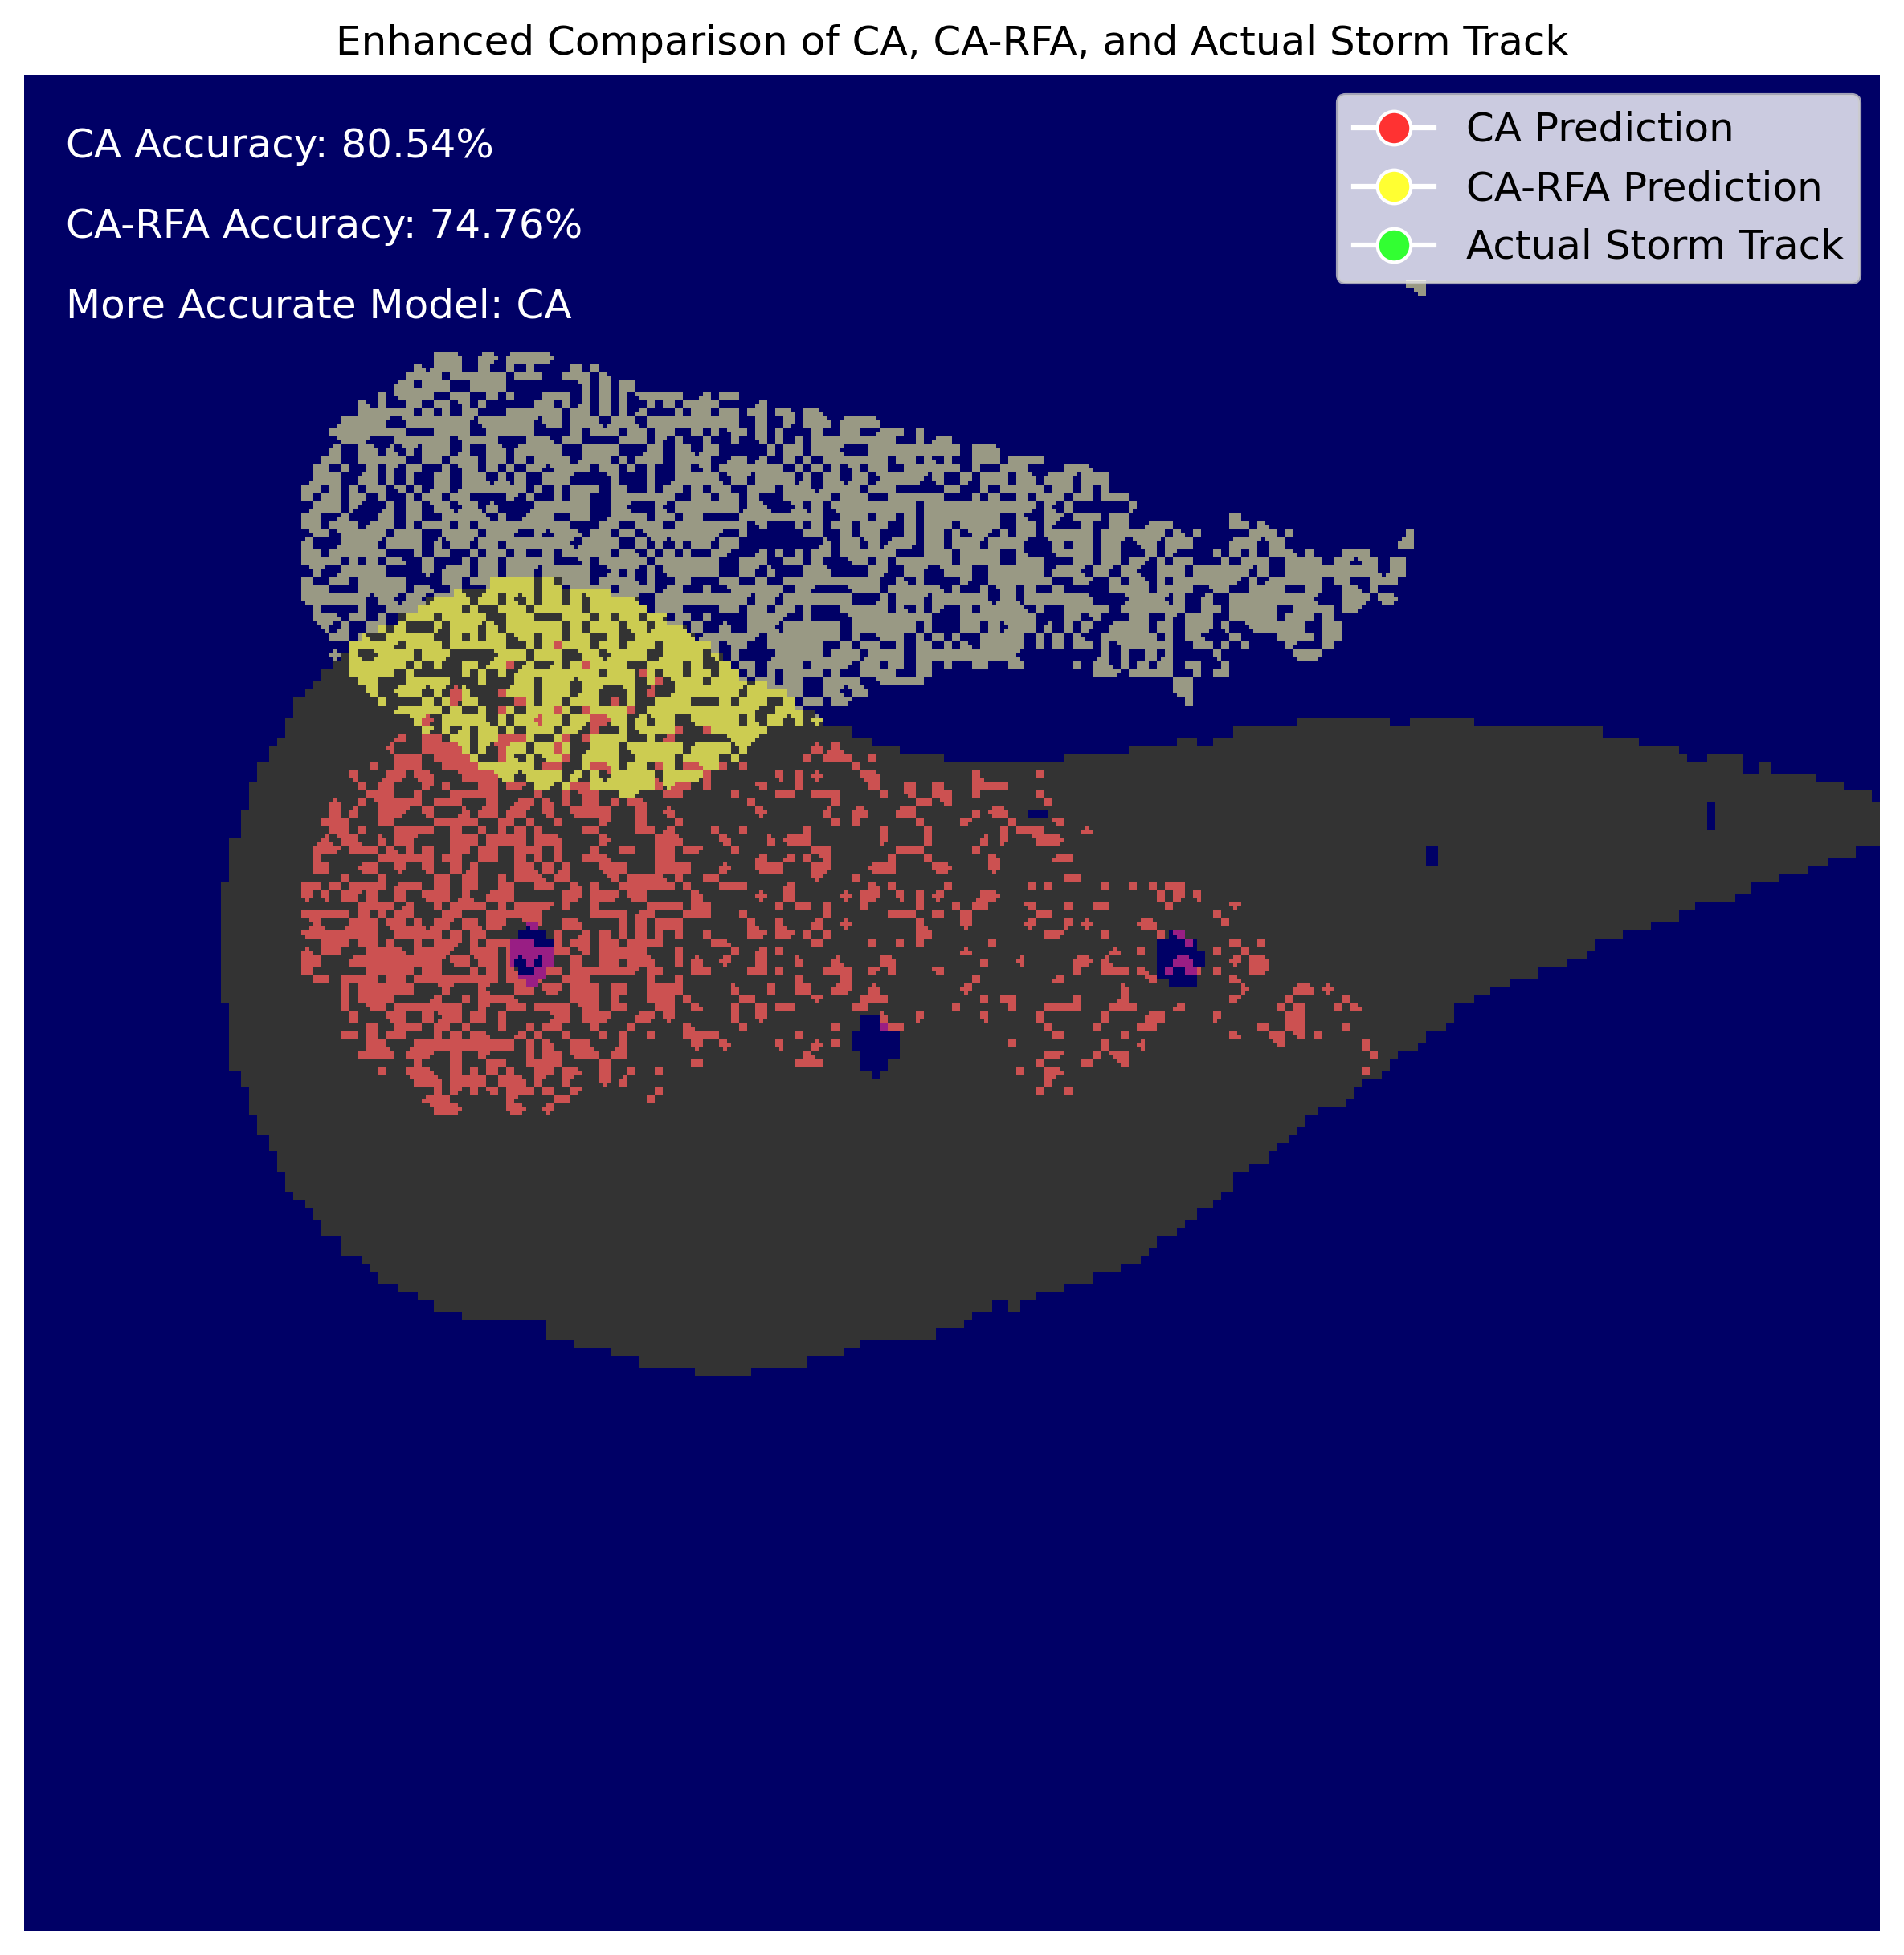 Enhanced Comparison of CA, CA-RFA, and Actual Storm Track
CA Accuracy: 80.54%
CA-RFA Accuracy: 74.76%
More Accurate Model: CA
CA Prediction
CA-RFA Prediction
Actual Storm Track